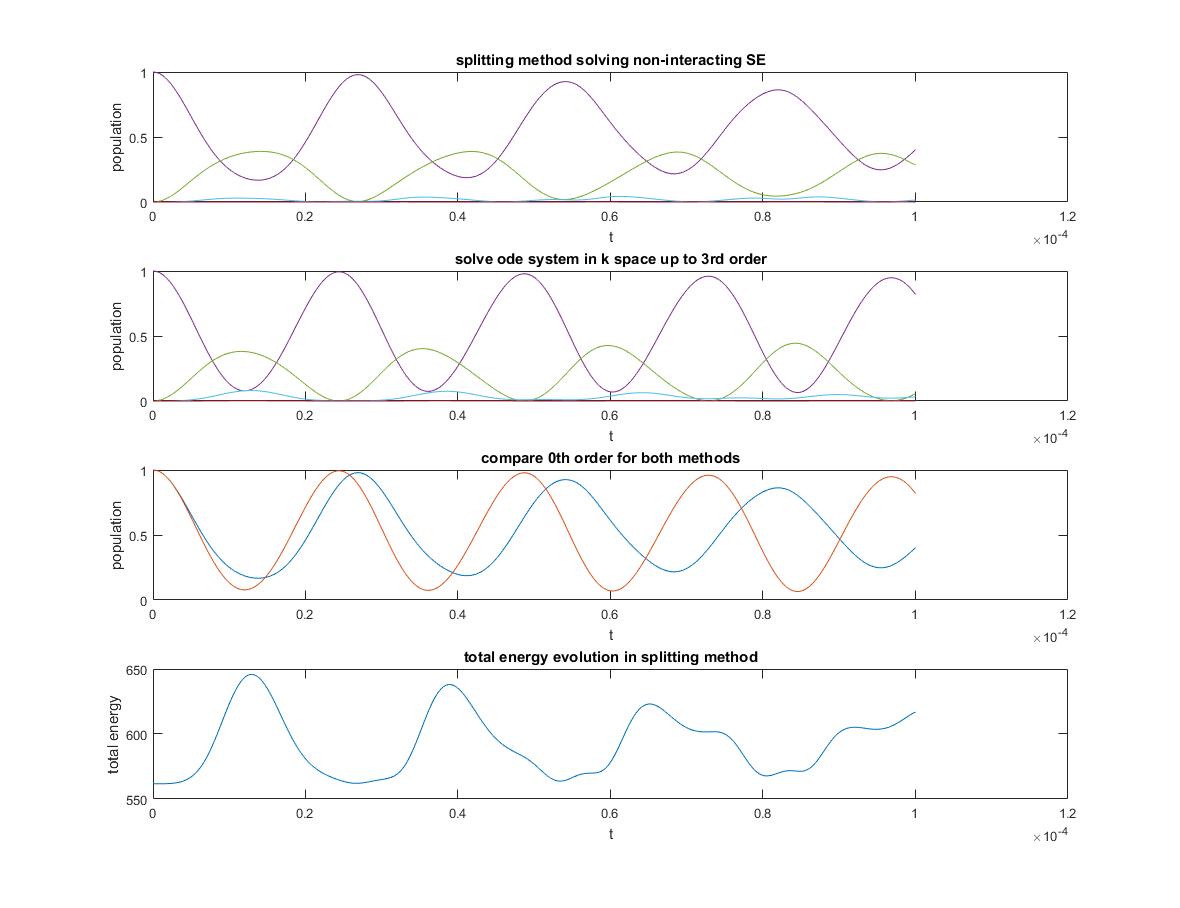 splitting method solving non-interacting SE
population
1
0.5
0
0 0.2 0.4 0.6 0.8 1 1.2
t
×10-4
solve ode system in k space up to 3rd order
population
1
0.5
0
0 0.2 0.4 0.6 0.8 1 1.2
t
×10-4
compare 0th order for both methods
population
1
0.5
0
0 0.2 0.4 0.6 0.8 1 1.2
t
×10-4
total energy evolution in splitting method
total energy
650
600
550
0 0.2 0.4 0.6 0.8 1 1.2
t
×10-4